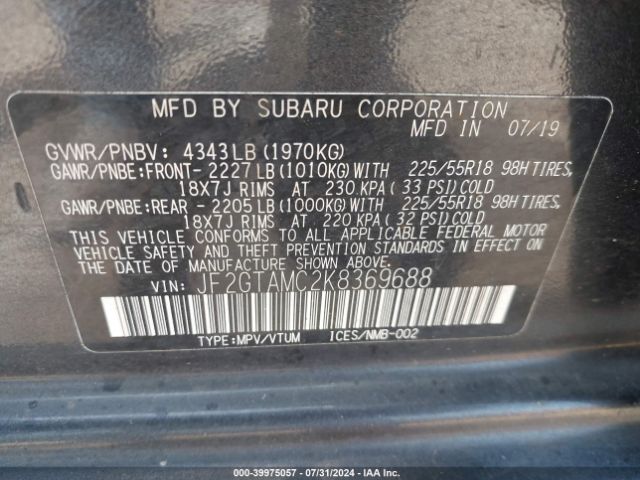 MFD BY SUBARU CORPORATION
MFD IN 07/19
GVWR/PNBV: 4343LB (1970KG)
GAWR/PNBE:FRONT- 2227LB(1010KG)WITH 225/55R18 98H TIRES,
18X7J RIMS AT 230 KPA (33 PSI)COLD
GAWR/PNBE:REAR - 2205LB(1000KG)WITH 225/55R18 98H TIRES,
18X7J RIMS AT 220 KPA (32 PSI)COLD
THIS VEHICLE CONFORMS TO ALL APPLICABLE FEDERAL MOTOR
VEHICLE SAFETY AND THEFT PREVENTION STANDARDS IN EFFECT ON
THE DATE OF MANUFACTURE SHOWN ABOVE.
VIN: JF2GTAMC2K8369688
TYPE:MPV/VTUM ICES/NMB-002
000-39975057 - 07/31/2024 - IAA Inc.